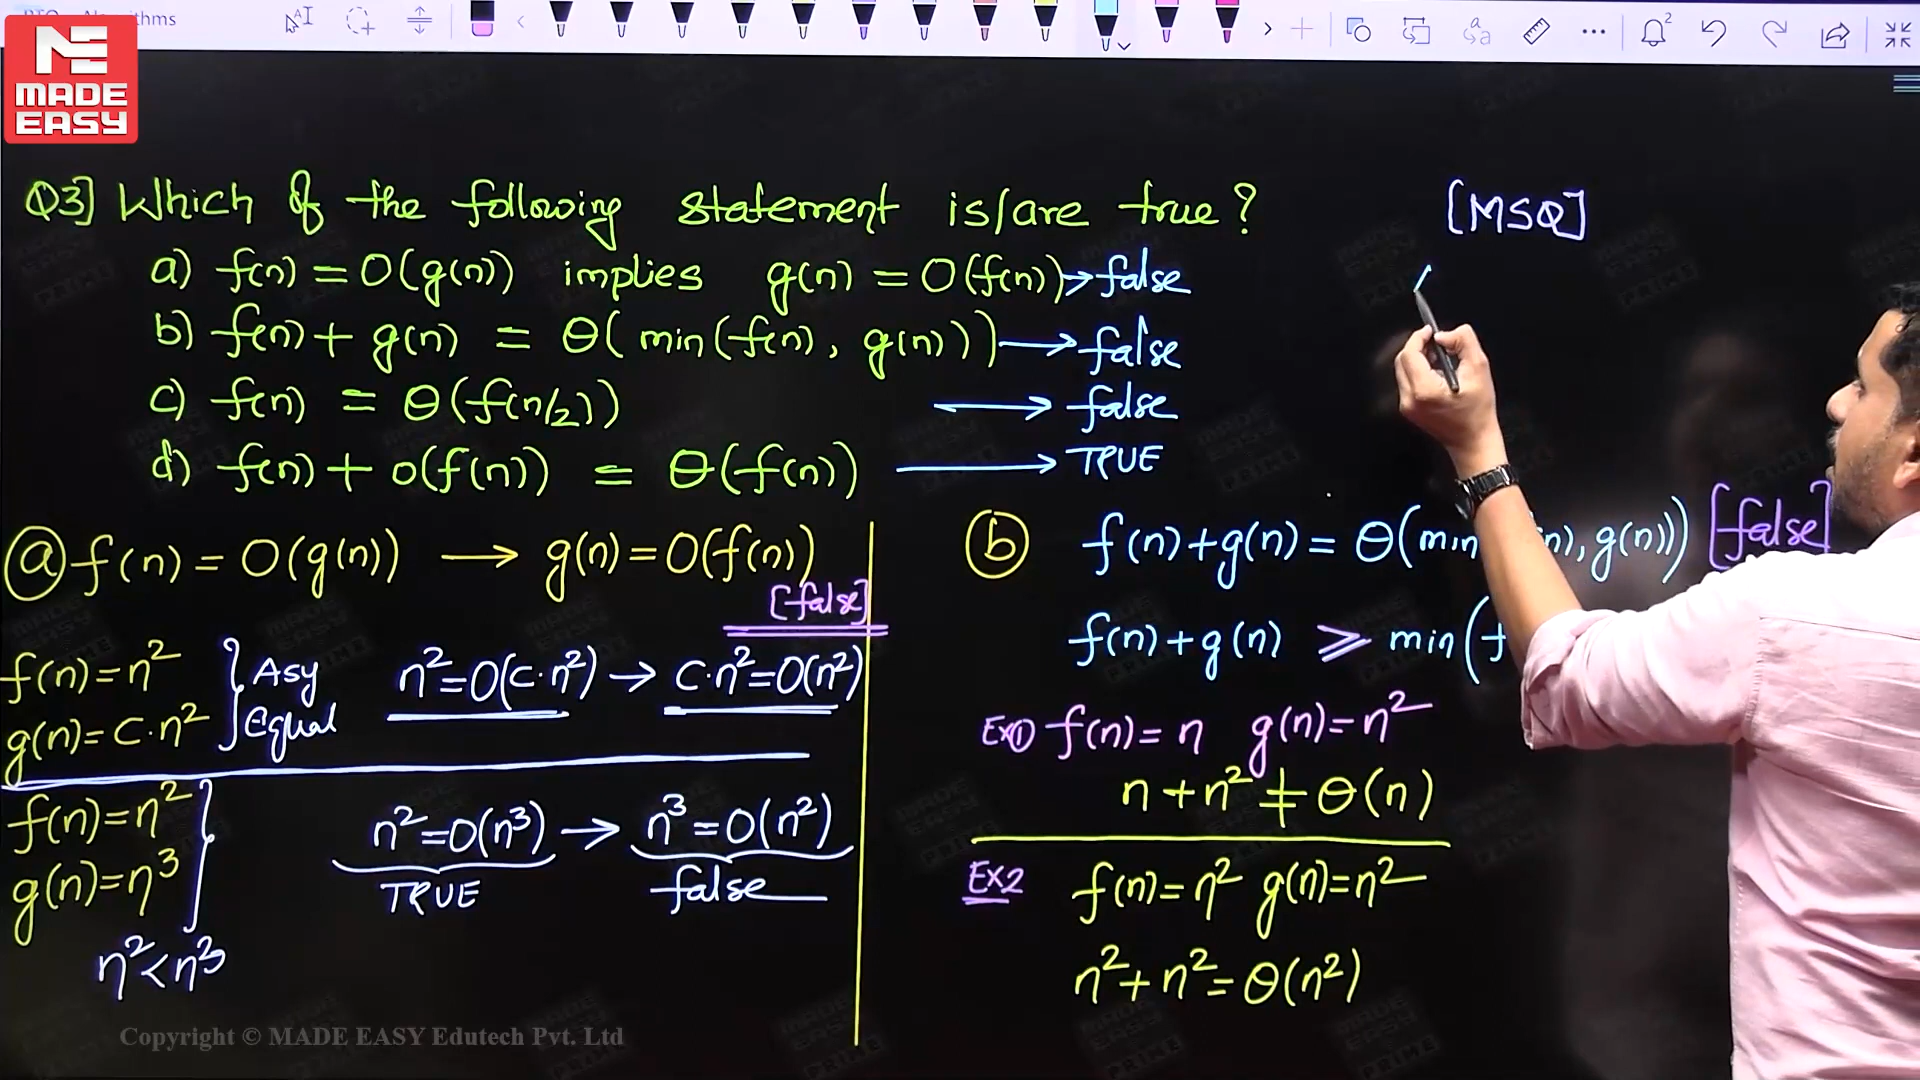 MADE
EASY
Algorithms
Q3] Which of the following statement is/are true? [MSQ]
a) f(n) = O(g(n)) implies g(n) = O(f(n)) → false
b) f(n) + g(n) = θ( min(f(n), g(n))) → false
c) f(n) = θ(f(n/2)) → false
d) f(n) + o(f(n)) = θ(f(n)) → TRUE
ⓐ f(n) = O(g(n)) → g(n) = O(f(n))
[false]
f(n) = n²
g(n) = c·n²
} Asy
Equal
n² = O(c·n²) → c·n² = O(n²)
f(n) = n²
g(n) = n³
n² = O(n³) → n³ = O(n²)
TRUE false
n² < n³
ⓑ f(n) + g(n) = θ(min n), g(n)) [false]
f(n) + g(n) ⩾ min(f
Ex① f(n) = n g(n) = n²
n + n² ≠ θ(n)
Ex2 f(n) = n² g(n) = n²
n² + n² = θ(n²)
Copyright © MADE EASY Edutech Pvt. Ltd